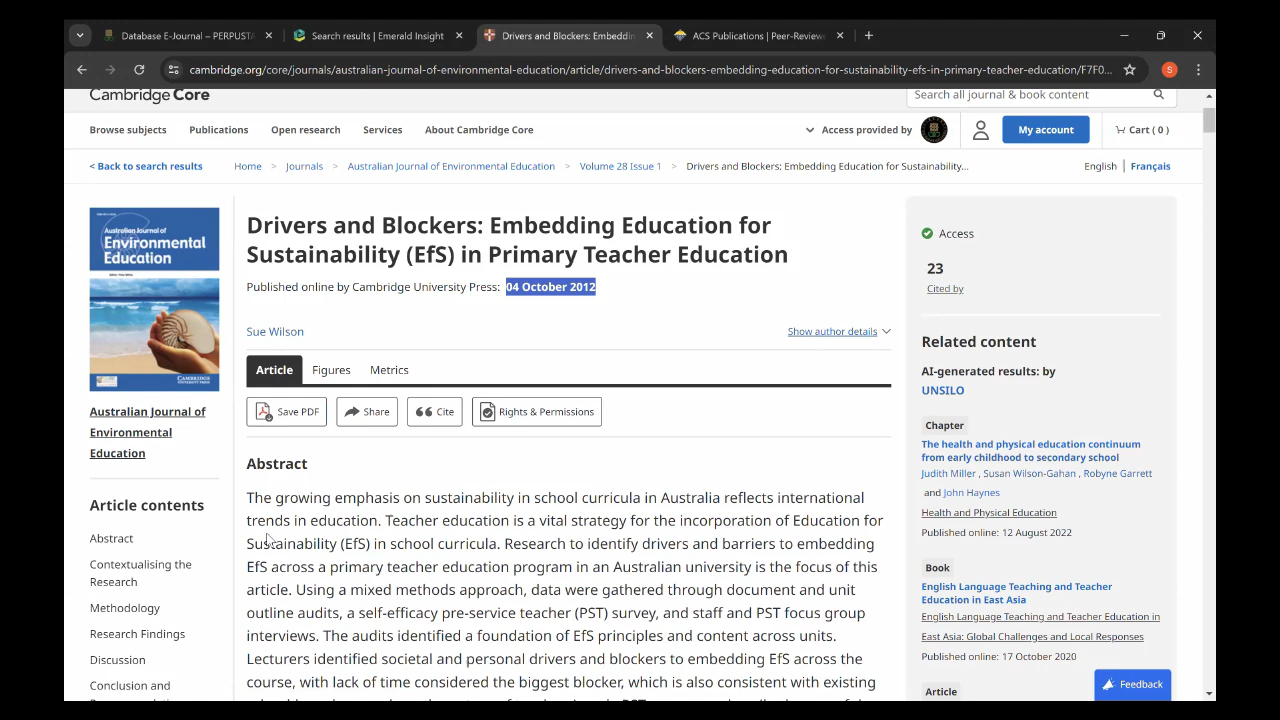 Database E-Journal – PERPUSTA
Search results | Emerald Insight
Drivers and Blockers: Embeddin
ACS Publications | Peer-Review
cambridge.org/core/journals/australian-journal-of-environmental-education/article/drivers-and-blockers-embedding-education-for-sustainability-efs-in-primary-teacher-education/F7F0...
S
Cambridge Core
Search all journal & book content
Browse subjects
Publications
Open research
Services
About Cambridge Core
Access provided by
My account
Cart ( 0 )
< Back to search results
Home > Journals > Australian Journal of Environmental Education > Volume 28 Issue 1 > Drivers and Blockers: Embedding Education for Sustainability...
English | Français
Australian Journal of
Environmental
Education
CAMBRIDGE
Drivers and Blockers: Embedding Education for
Sustainability (EfS) in Primary Teacher Education
Published online by Cambridge University Press: 04 October 2012
Sue Wilson
Show author details
Article
Figures
Metrics
Save PDF
Share
Cite
Rights & Permissions
Australian Journal of
Environmental
Education
Article contents
Abstract
Contextualising the
Research
Methodology
Research Findings
Discussion
Conclusion and
Abstract
The growing emphasis on sustainability in school curricula in Australia reflects international
trends in education. Teacher education is a vital strategy for the incorporation of Education for
Sustainability (EfS) in school curricula. Research to identify drivers and barriers to embedding
EfS across a primary teacher education program in an Australian university is the focus of this
article. Using a mixed methods approach, data were gathered through document and unit
outline audits, a self-efficacy pre-service teacher (PST) survey, and staff and PST focus group
interviews. The audits identified a foundation of EfS principles and content across units.
Lecturers identified societal and personal drivers and blockers to embedding EfS across the
course, with lack of time considered the biggest blocker, which is also consistent with existing
Access
23
Cited by
Related content
AI-generated results: by
UNSILO
Chapter
The health and physical education continuum
from early childhood to secondary school
Judith Miller , Susan Wilson-Gahan , Robyne Garrett
and John Haynes
Health and Physical Education
Published online: 12 August 2022
Book
English Language Teaching and Teacher
Education in East Asia
English Language Teaching and Teacher Education in
East Asia: Global Challenges and Local Responses
Published online: 17 October 2020
Article
Feedback